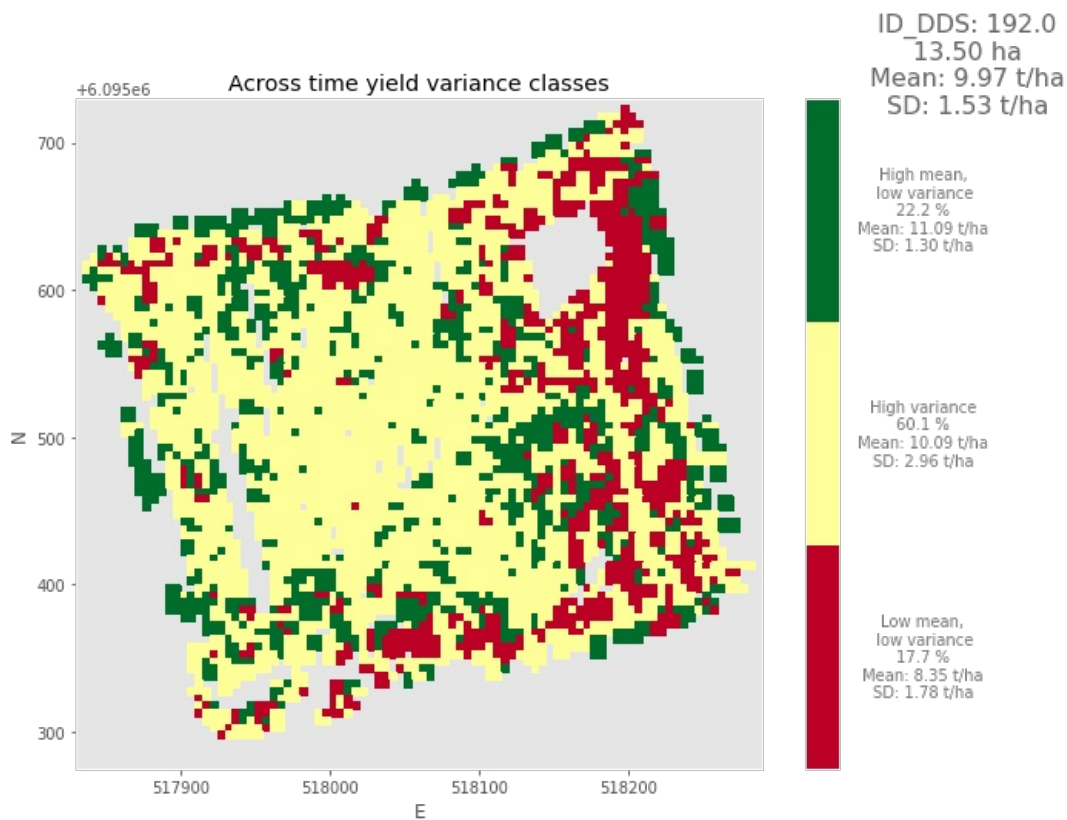 ID_DDS: 192.0
13.50 ha
Mean: 9.97 t/ha
SD: 1.53 t/ha
+6.095e6
Across time yield variance classes
700
600
500
400
300
N
517900
518000
518100
518200
E
High mean,
low variance
22.2 %
Mean: 11.09 t/ha
SD: 1.30 t/ha
High variance
60.1 %
Mean: 10.09 t/ha
SD: 2.96 t/ha
Low mean,
low variance
17.7 %
Mean: 8.35 t/ha
SD: 1.78 t/ha